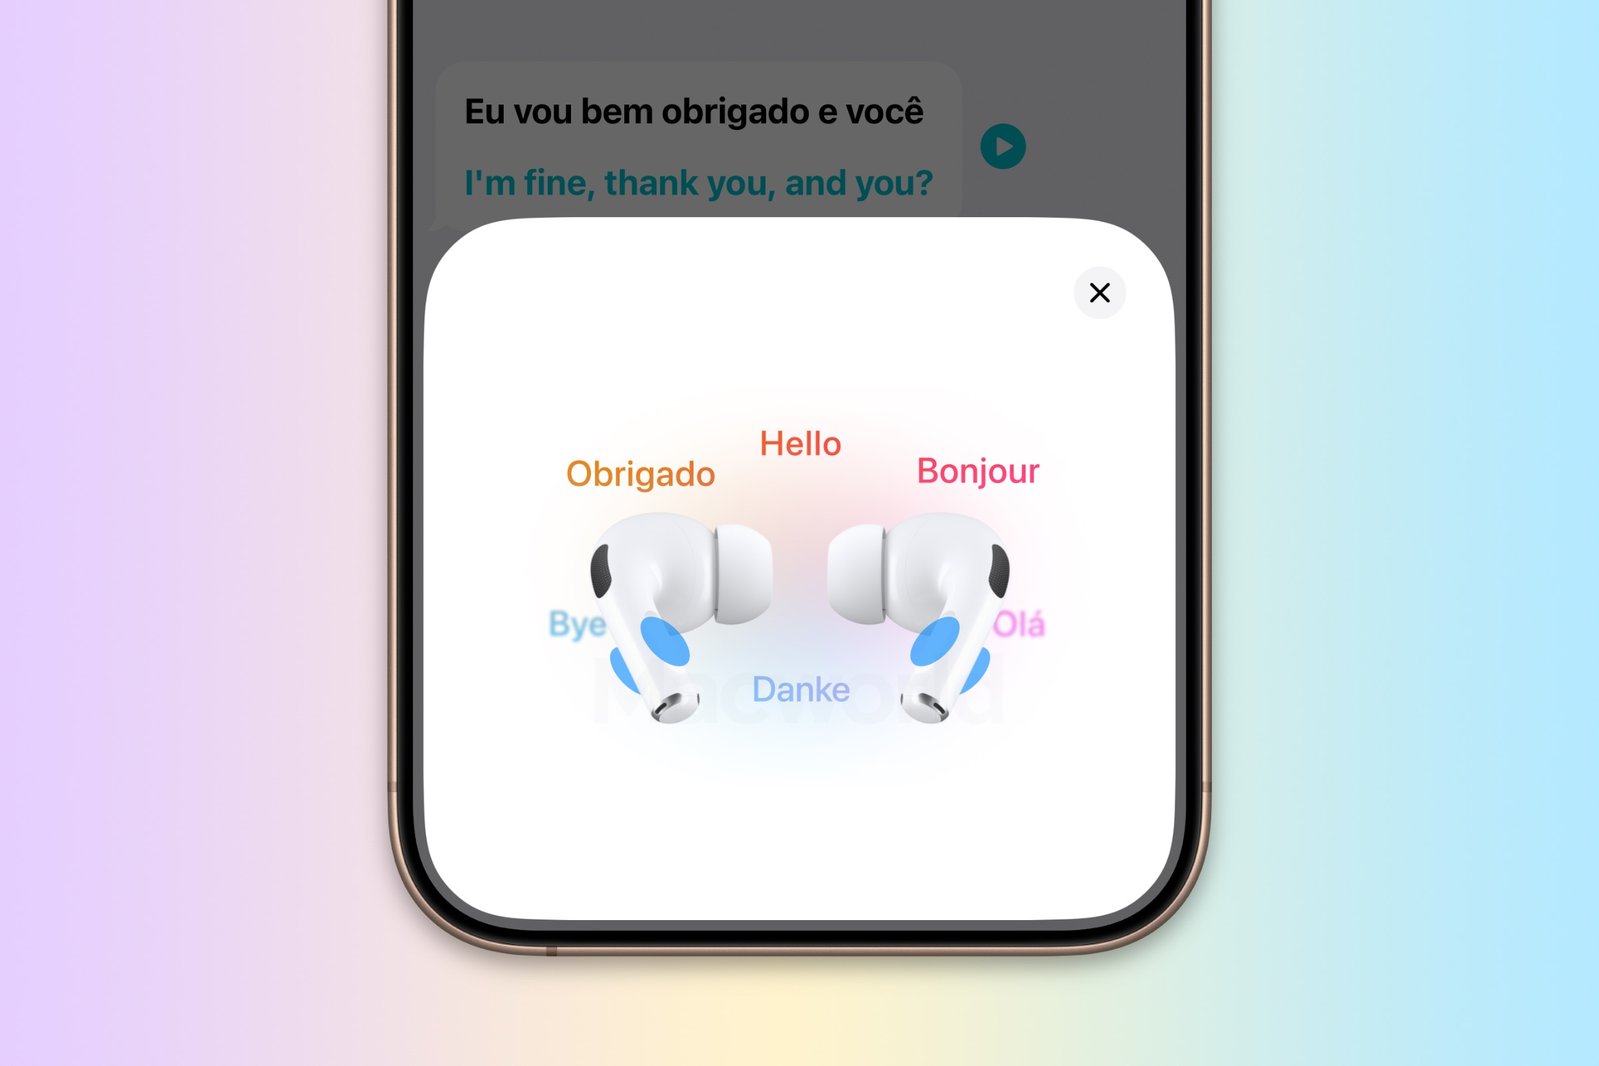 Eu vou bem obrigado e você
I'm fine, thank you, and you?
Hello
Obrigado
Bonjour
Bye
Olá
Danke
Macworld